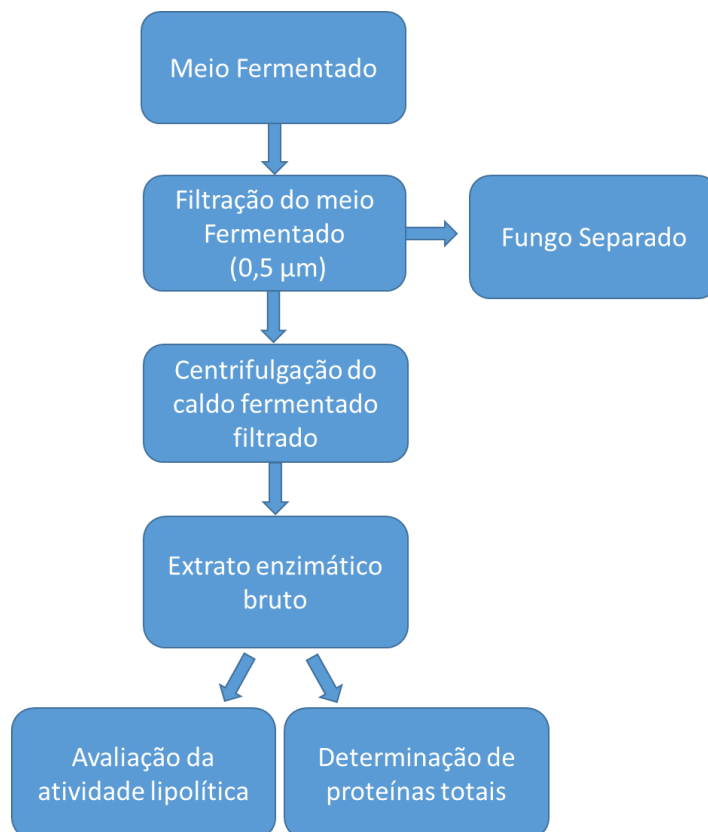 Meio Fermentado
Filtração do meio
Fermentado
(0,5 µm)
Fungo Separado
Centrifulgação do
caldo fermentado
filtrado
Extrato enzimático
bruto
Avaliação da
atividade lipolítica
Determinação de
proteínas totais